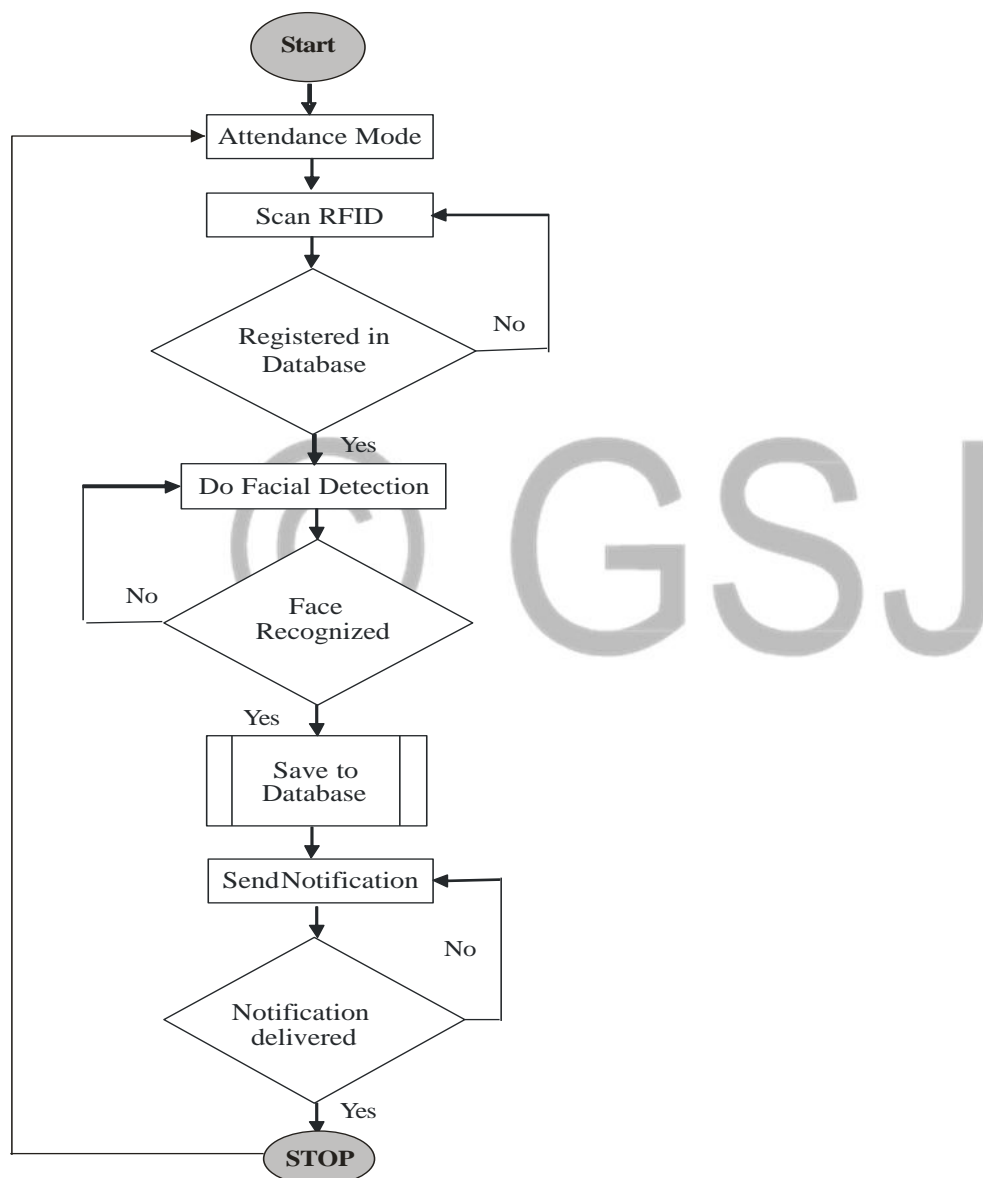 Start
Attendance Mode
Scan RFID
Registered in
Database
No
Yes
Do Facial Detection
© GSJ
No
Face
Recognized
Yes
Save to
Database
SendNotification
No
Notification
delivered
Yes
STOP